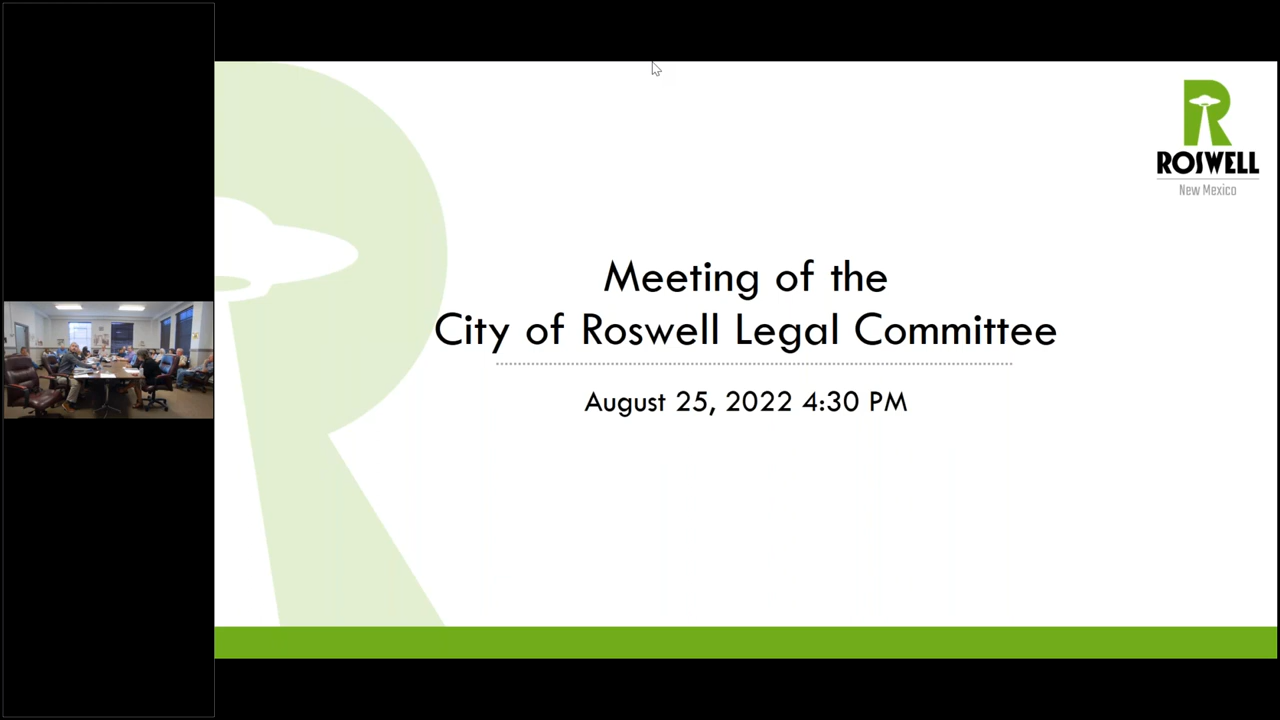 ROSWELL
New Mexico
Meeting of the
City of Roswell Legal Committee
August 25, 2022 4:30 PM